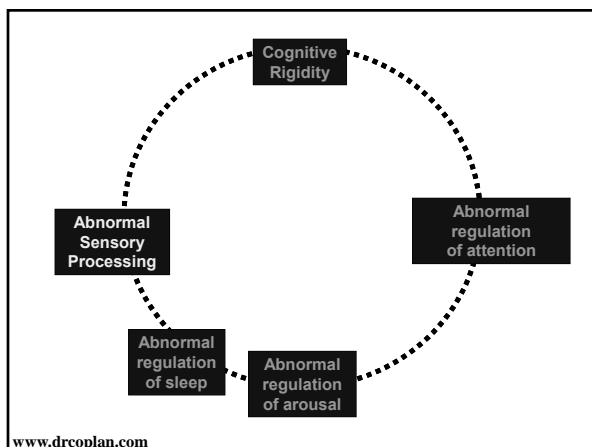 Cognitive
Rigidity
Abnormal
regulation
of attention
Abnormal
regulation
of arousal
Abnormal
regulation
of sleep
Abnormal
Sensory
Processing
www.drcoplan.com